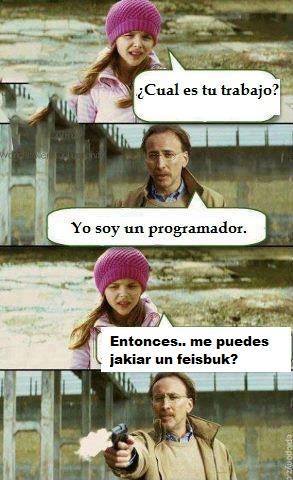 ¿Cual es tu trabajo?
Yo soy un programador.
Entonces.. me puedes
jakiar un feisbuk?